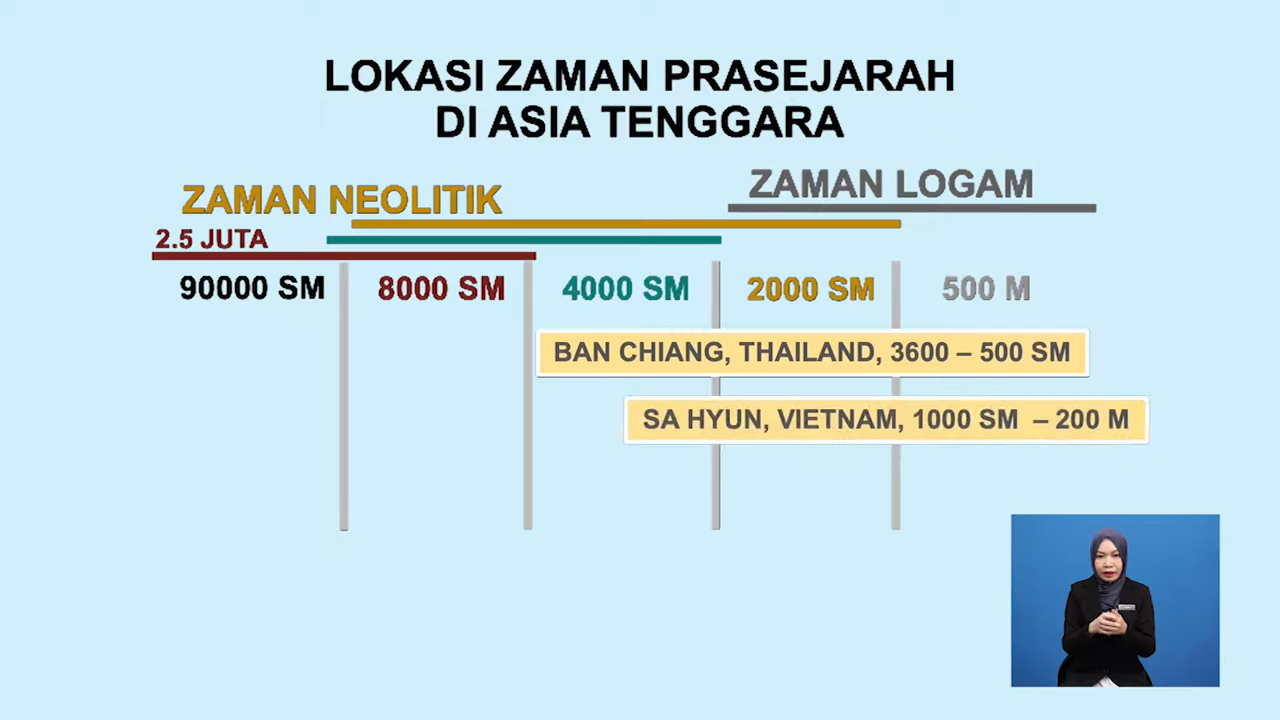 LOKASI ZAMAN PRASEJARAH
DI ASIA TENGGARA
ZAMAN NEOLITIK
ZAMAN LOGAM
2.5 JUTA
90000 SM
8000 SM
4000 SM
2000 SM
500 M
BAN CHIANG, THAILAND, 3600 – 500 SM
SA HYUN, VIETNAM, 1000 SM – 200 M